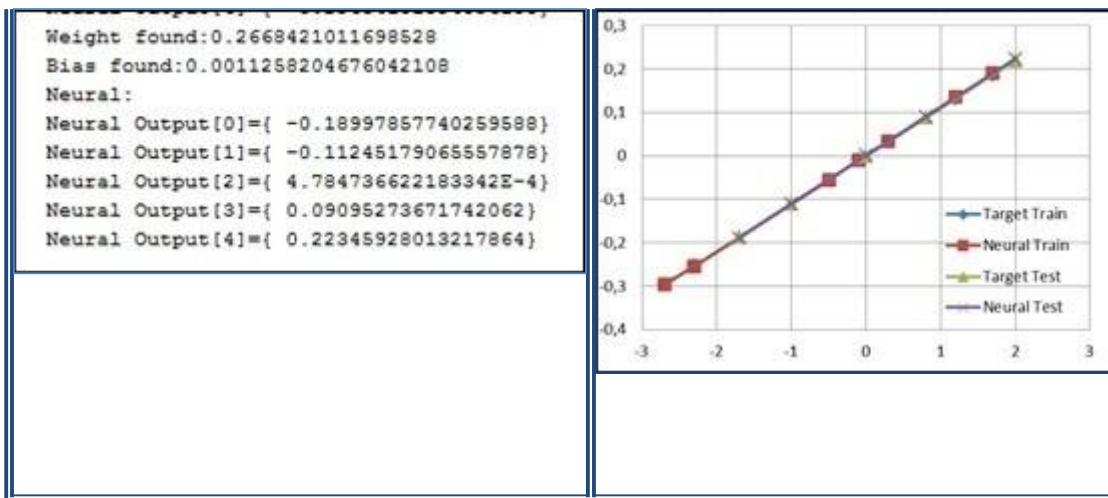 Weight found:0.2668421011698528
Bias found:0.0011258204676042108
Neural:
Neural Output[0]={ -0.18997857740259588}
Neural Output[1]={ -0.11245179065557878}
Neural Output[2]={ 4.784736622183342E-4}
Neural Output[3]={ 0.09095273671742062}
Neural Output[4]={ 0.22345928013217864}
0,3
0,2
0,1
0
-0,1
-0,2
-0,3
-0,4
-3 -2 -1 0 1 2 3
Target Train
Neural Train
Target Test
Neural Test